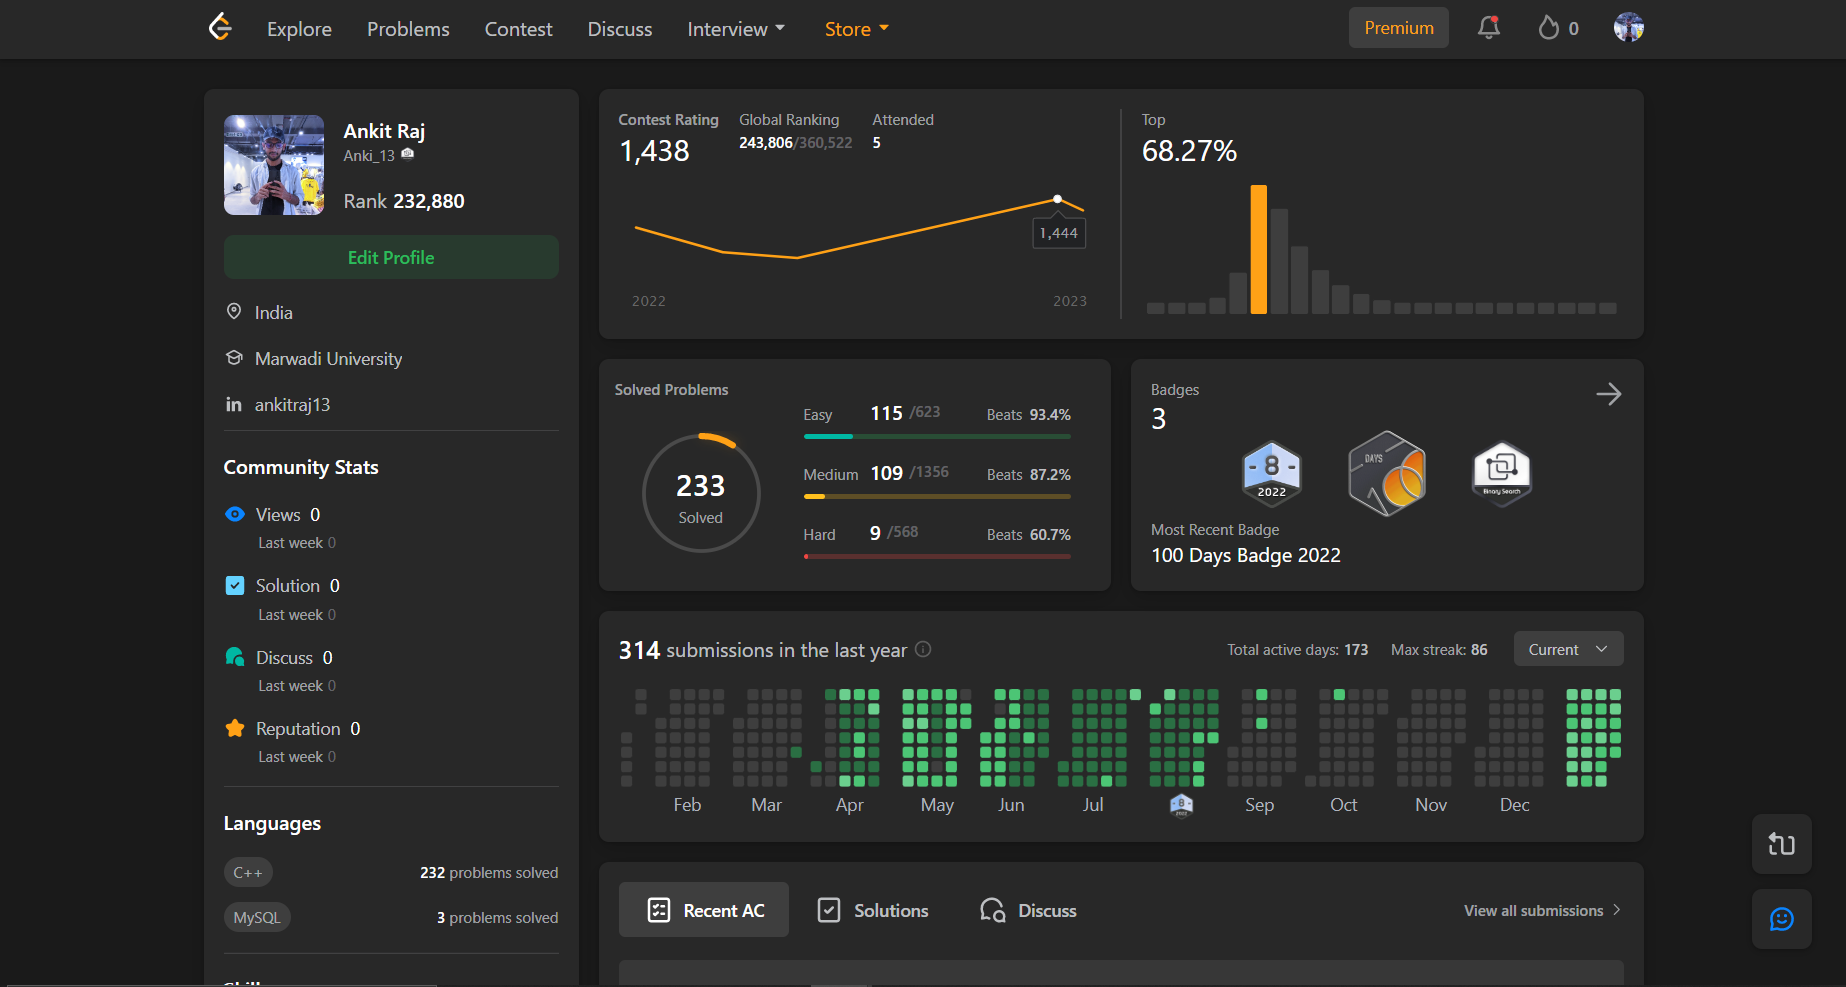 Explore Problems Contest Discuss Interview Store Premium 0
Ankit Raj
Anki_13
Rank 232,880
Edit Profile
India
Marwadi University
in ankitraj13
Community Stats
Views 0
Last week 0
Solution 0
Last week 0
Discuss 0
Last week 0
Reputation 0
Last week 0
Languages
C++ 232 problems solved
MySQL 3 problems solved
Contest Rating
1,438
Global Ranking
243,806/360,522
Attended
5
1,444
2022 2023
Top
68.27%
Solved Problems
233
Solved
Easy 115 /623 Beats 93.4%
Medium 109 /1356 Beats 87.2%
Hard 9 /568 Beats 60.7%
Badges
3
- 8 -
2022
DAYS
Binary Search
Most Recent Badge
100 Days Badge 2022
314 submissions in the last year
Total active days: 173 Max streak: 86 Current
Feb Mar Apr May Jun Jul Sep Oct Nov Dec
Recent AC Solutions Discuss View all submissions